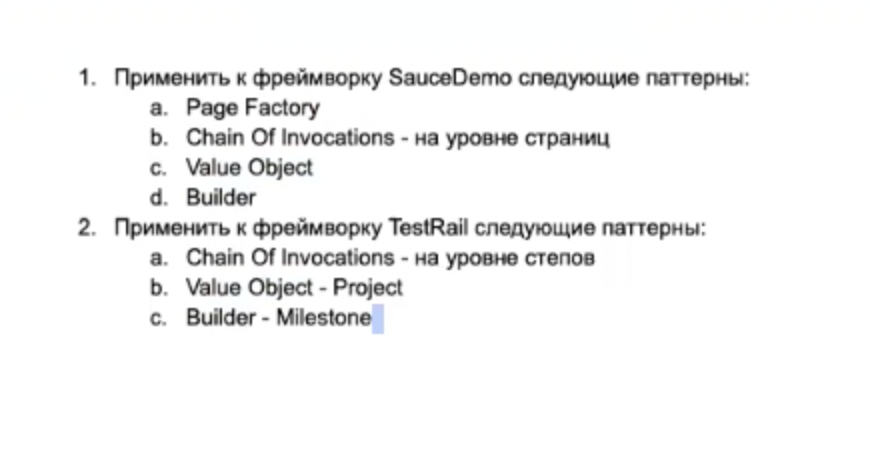 1. Применить к фреймворку SauceDemo следующие паттерны:
a. Page Factory
b. Chain Of Invocations - на уровне страниц
c. Value Object
d. Builder
2. Применить к фреймворку TestRail следующие паттерны:
a. Chain Of Invocations - на уровне степов
b. Value Object - Project
c. Builder - Milestone